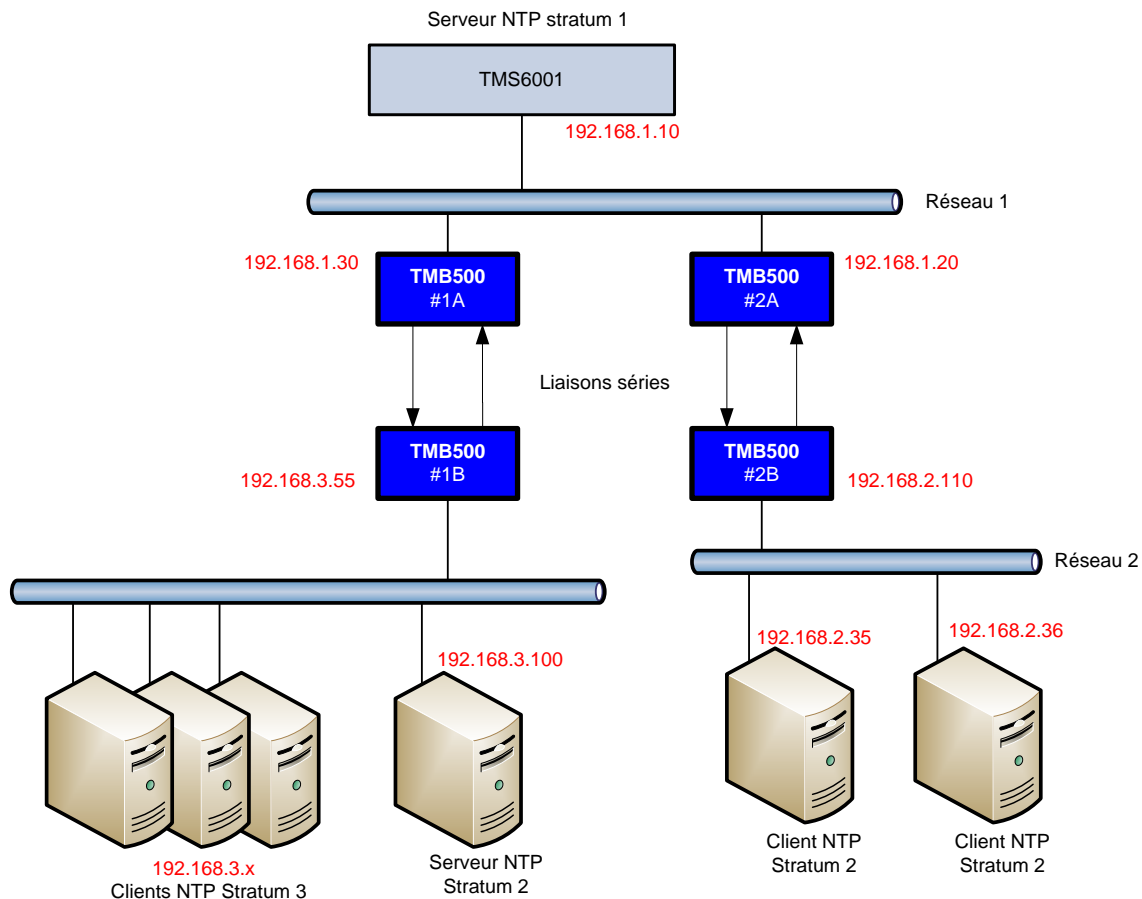 Serveur NTP stratum 1
TMS6001
192.168.1.10
Réseau 1
192.168.1.30
TMB500
#1A
TMB500
#2A
192.168.1.20
Liaisons séries
192.168.3.55
TMB500
#1B
TMB500
#2B
192.168.2.110
Réseau 2
192.168.3.100
192.168.2.35
192.168.2.36
192.168.3.x
Clients NTP Stratum 3
Serveur NTP
Stratum 2
Client NTP
Stratum 2
Client NTP
Stratum 2